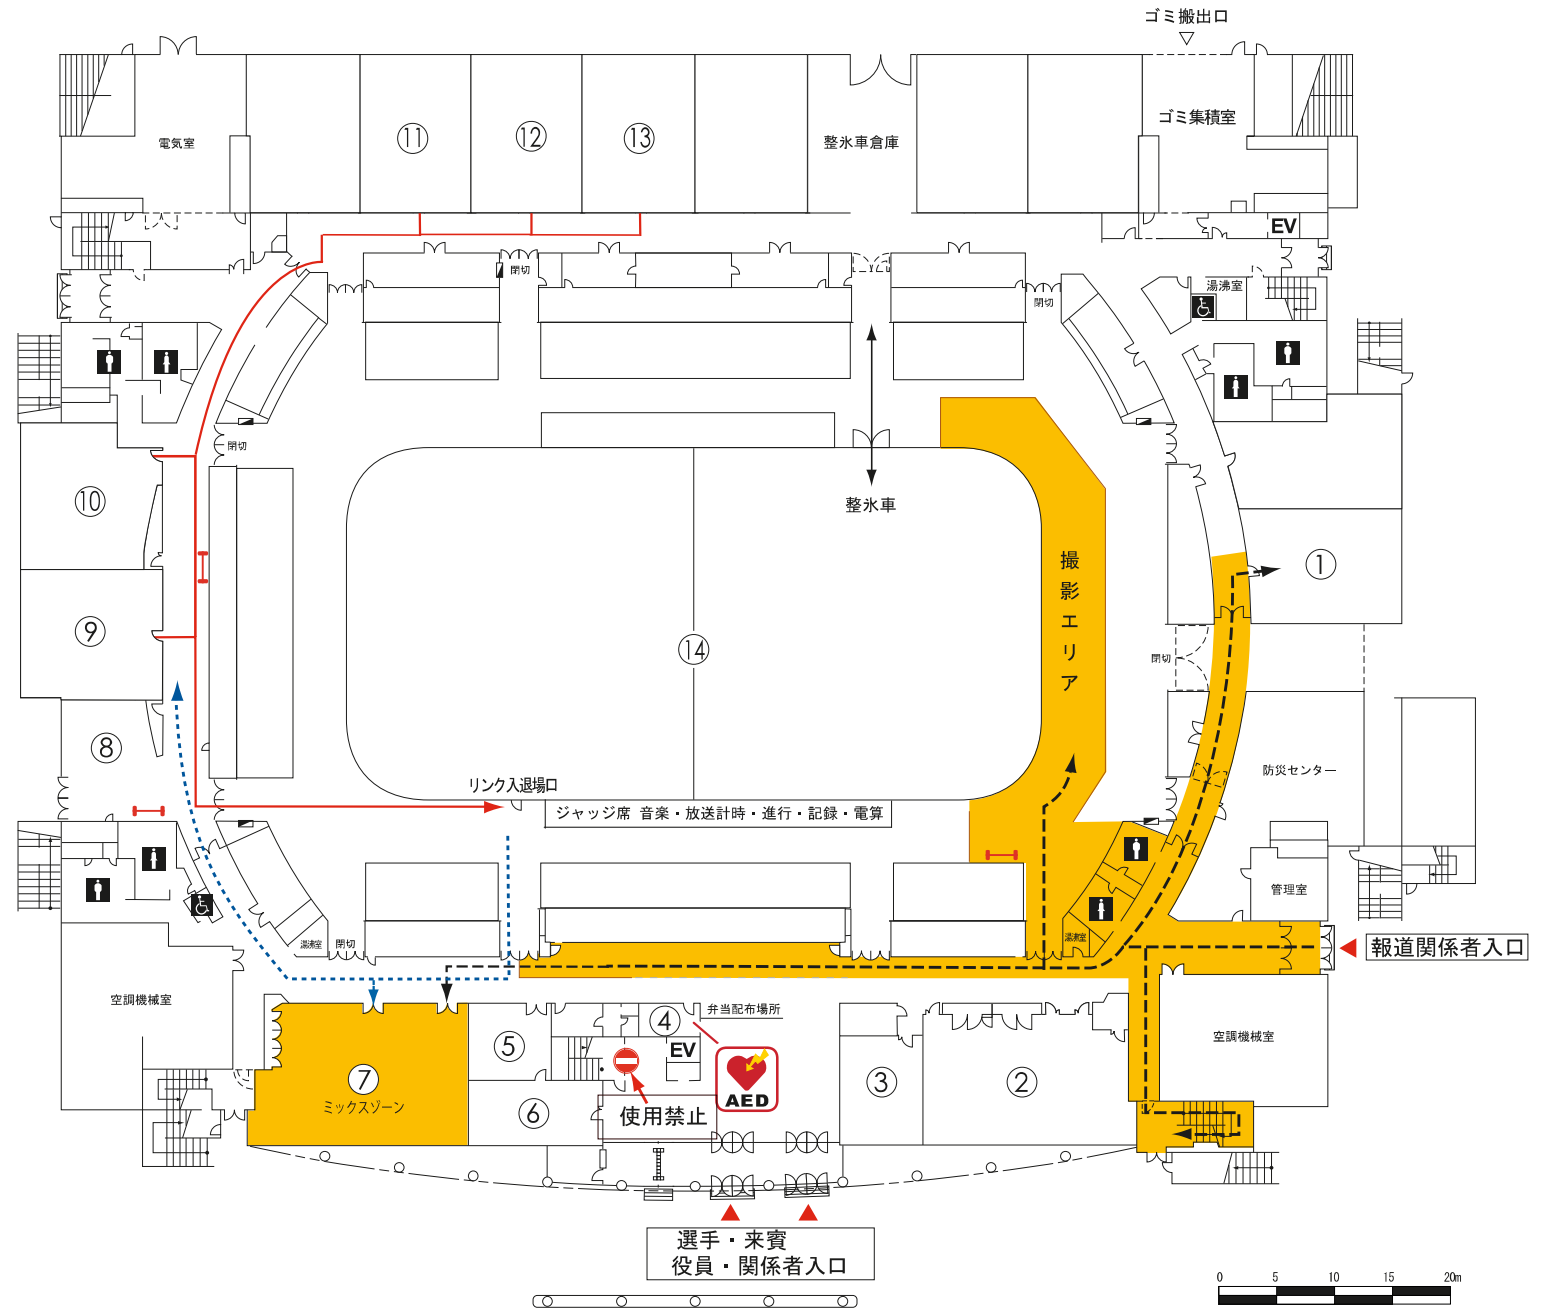 ゴミ搬出口
電気室
⑪
⑫
⑬
整氷車倉庫
ゴミ集積室
EV
閉切
閉切
湯沸室
閉切
⑩
整氷車
撮影エリア
①
⑨
⑭
閉切
⑧
リンク入退場口
ジャッジ席 音楽・放送計時・進行・記録・電算
防災センター
管理室
湯沸室
閉切
湯沸室
報道関係者入口
空調機械室
弁当配布場所
④
⑤
EV
空調機械室
⑦
ミックスゾーン
③
②
⑥
使用禁止
AED
選手・来賓
役員・関係者入口
0 5 10 15 20m